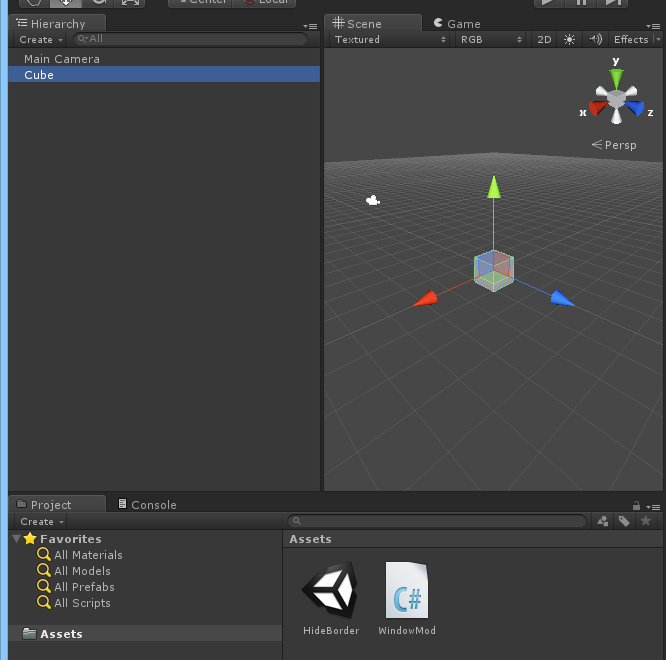 Center Local
Hierarchy
Create All
Main Camera
Cube
Scene Game
Textured RGB 2D Effects
y
x z
Persp
Project Console
Create
Favorites
All Materials
All Models
All Prefabs
All Scripts
Assets
Assets
C#
HideBorder WindowMod